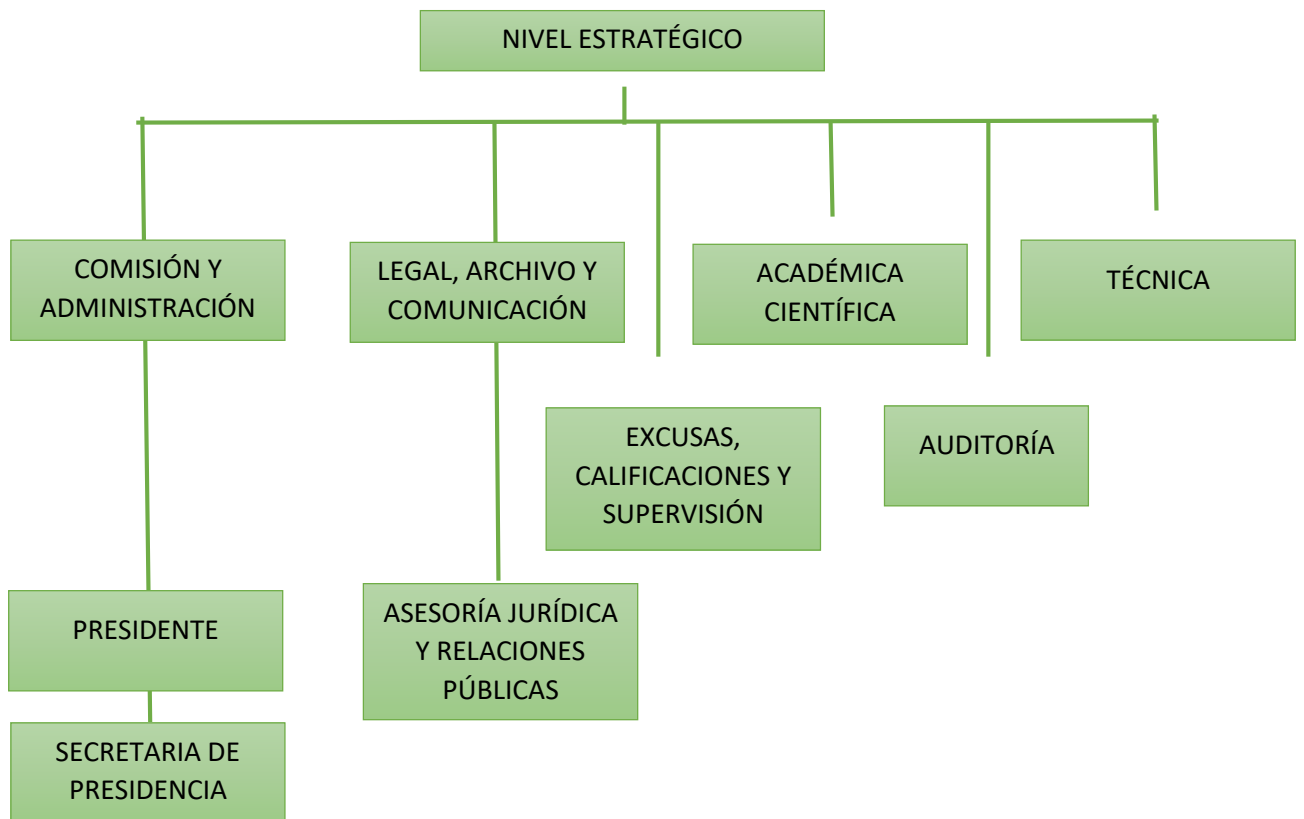 NIVEL ESTRATÉGICO
COMISIÓN Y
ADMINISTRACIÓN
LEGAL, ARCHIVO Y
COMUNICACIÓN
ACADÉMICA
CIENTÍFICA
TÉCNICA
EXCUSAS,
CALIFICACIONES Y
SUPERVISIÓN
AUDITORÍA
PRESIDENTE
ASESORÍA JURÍDICA
Y RELACIONES
PÚBLICAS
SECRETARIA DE
PRESIDENCIA